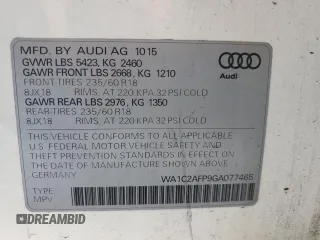 MFD. BY AUDI AG 10 15
GVWR LBS 5423, KG 2460
GAWR FRONT LBS 2668, KG 1210
FRONT TIRES 235/60 R18
8JX18 RIMS. AT 220 KPA 32 PSI COLD
GAWR REAR LBS 2976, KG 1350
REAR TIRES 235/60 R18
8JX18 RIMS. AT 220 KPA 32 PSI COLD
Audi
THIS VEHICLE CONFORMS TO ALL APPLICABLE
U.S. FEDERAL MOTOR VEHICLE SAFETY AND
THEFT PREVENTION STANDARDS IN EFFECT ON
THE DATE OF MANUFACTURE SHOWN ABOVE.
WA1C2AFP9GA077465
TYPE
MPV
© AUTOBIDMASTER